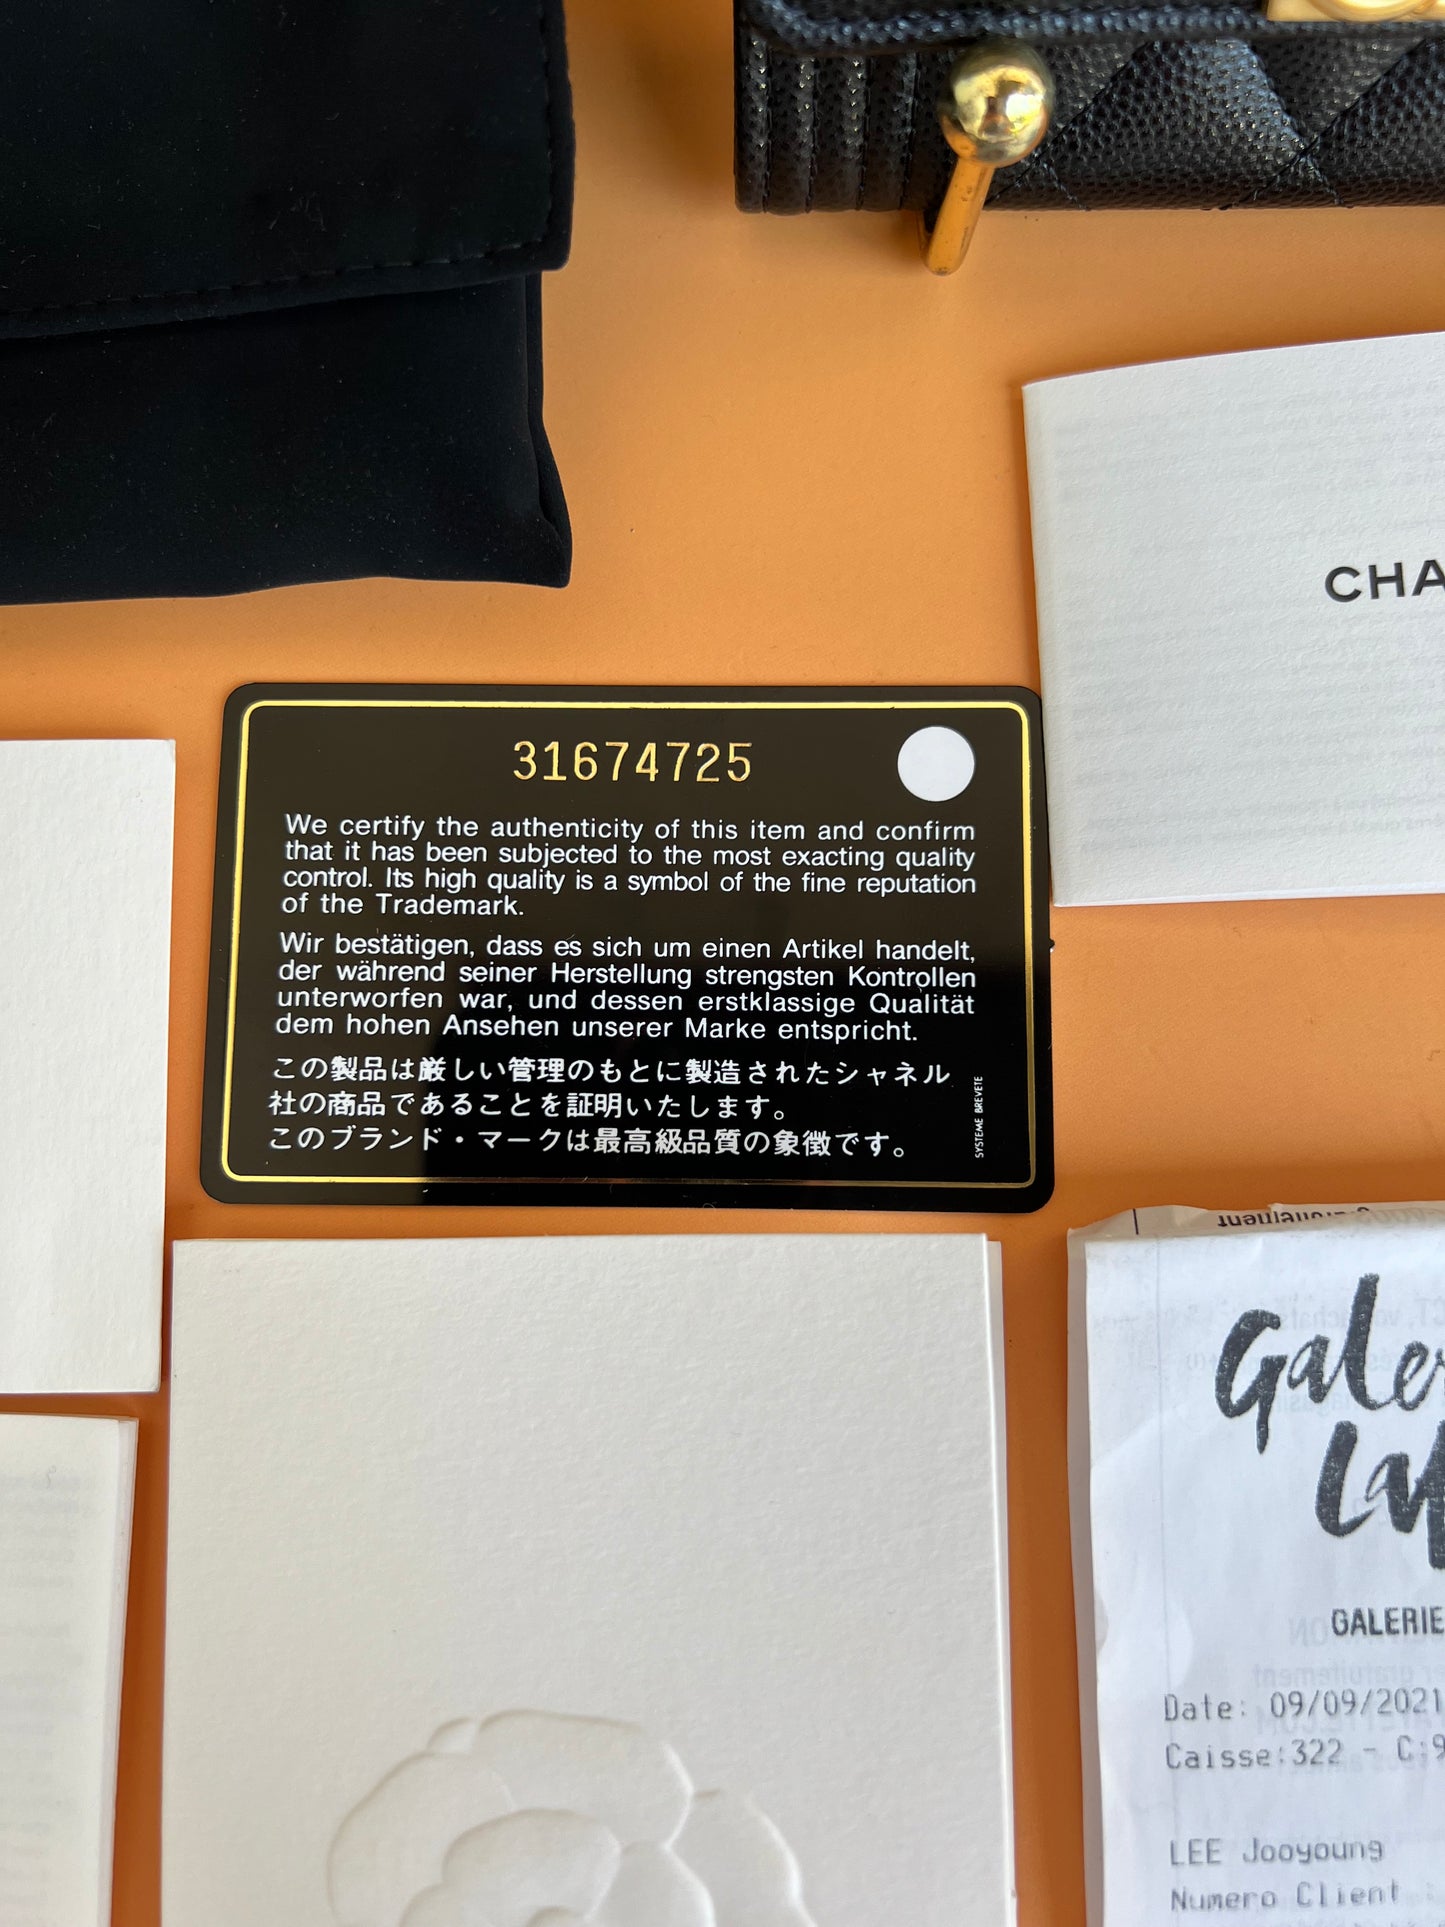 CHA
31674725
We certify the authenticity of this item and confirm
that it has been subjected to the most exacting quality
control. Its high quality is a symbol of the fine reputation
of the Trademark.
Wir bestätigen, dass es sich um einen Artikel handelt,
der während seiner Herstellung strengsten Kontrollen
unterworfen war, und dessen erstklassige Qualität
dem hohen Ansehen unserer Marke entspricht.
この製品は厳しい管理のもとに製造されたシャネル
社の商品であることを証明いたします。
このブランド・マークは最高級品質の象徴です。
SYSTEME BREVETE
Galer
Laf
GALERIE
Date: 09/09/2021
Caisse:322 - C:9
LEE Jooyoung
Numero Client :